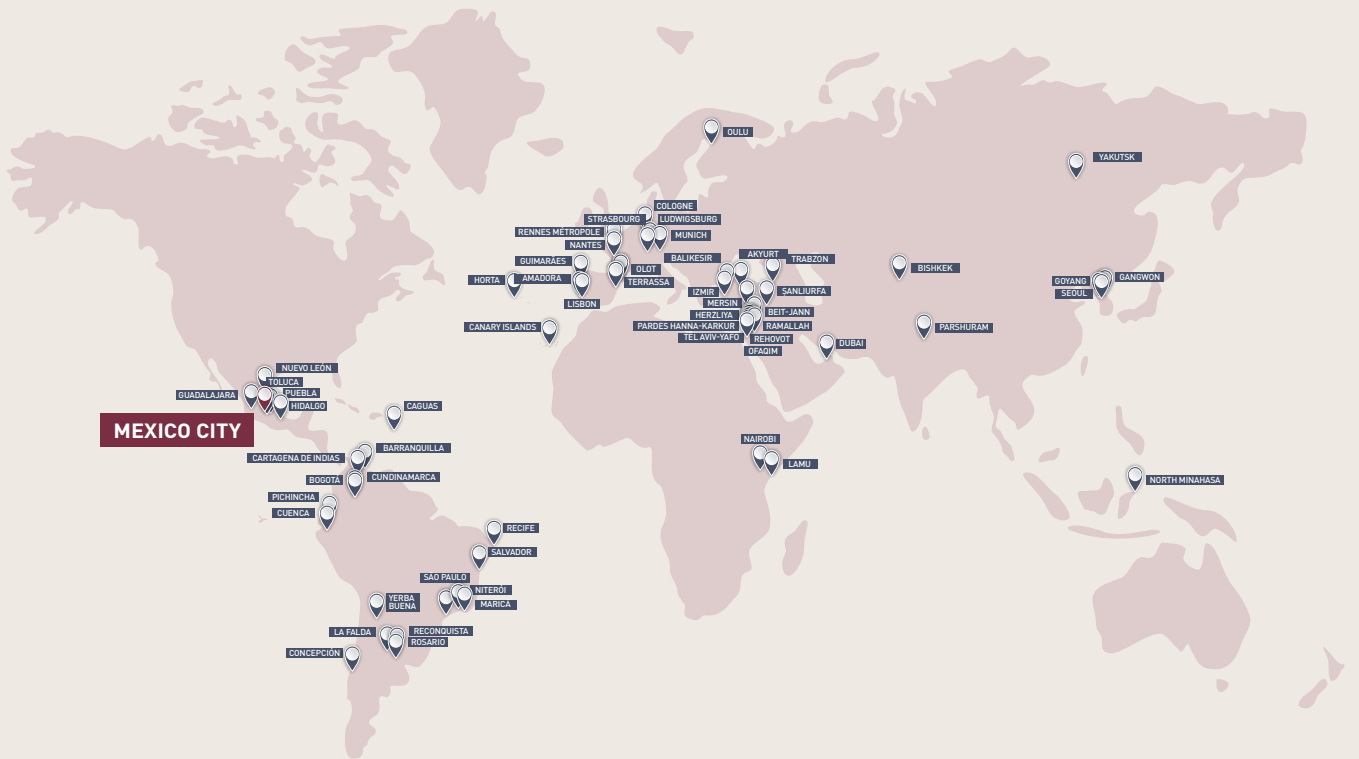 OULU
YAKUTSK
COLOGNE
STRASBOURG
LUDWIGSBURG
RENNES MÉTROPOLE
MUNICH
NANTES
AKYURT
BALIKESIR
TRABZON
GUIMARÃES
OLOT
BISHKEK
HORTA
AMADORA
TERRASSA
GOYANG
GANGWON
SEOUL
IZMIR
SANLIURFA
LISBON
MERSIN
HERZLIYA
BEIT-JANN
CANARY ISLANDS
PARDES HANNA-KARKUR
RAMALLAH
PARSHURAM
TEL AVIV-YAFO
REHOVOT
DUBAI
OFAQIM
NUEVO LEON
TOLUCA
GUADALAJARA
PUEBLA
HIDALGO
CAGUAS
MEXICO CITY
NAIROBI
BARRANQUILLA
CARTAGENA DE INDIAS
LAMU
BOGOTÁ
CUNDINAMARCA
NORTH MINAHASA
PICHINCHA
CUENCA
RECIFE
SALVADOR
SÃO PAULO
NITERÓI
YERBA
BUENA
MARICA
LA FALDA
RECONQUISTA
ROSARIO
CONCEPCIÓN